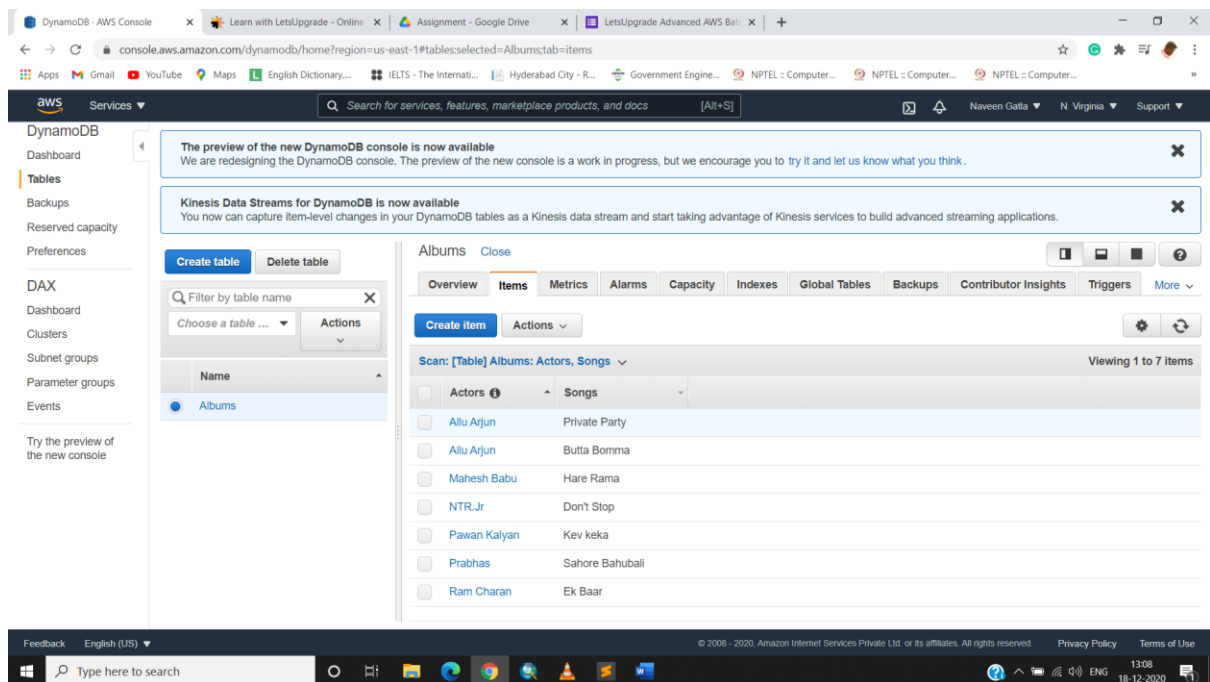 DynamoDB · AWS Console
Learn with LetsUpgrade - Online
Assignment - Google Drive
LetsUpgrade Advanced AWS Bat
console.aws.amazon.com/dynamodb/home?region=us-east-1#tables:selected=Albums;tab=items
Apps Gmail YouTube Maps English Dictionary,... IELTS - The Internati... Hyderabad City - R... Government Engine... NPTEL :: Computer... NPTEL :: Computer... NPTEL :: Computer... »
aws Services Search for services, features, marketplace products, and docs [Alt+S] Naveen Gatla N. Virginia Support
DynamoDB
Dashboard
Tables
Backups
Reserved capacity
Preferences
DAX
Dashboard
Clusters
Subnet groups
Parameter groups
Events
Try the preview of
the new console
The preview of the new DynamoDB console is now available
We are redesigning the DynamoDB console. The preview of the new console is a work in progress, but we encourage you to try it and let us know what you think.
Kinesis Data Streams for DynamoDB is now available
You now can capture item-level changes in your DynamoDB tables as a Kinesis data stream and start taking advantage of Kinesis services to build advanced streaming applications.
Create table Delete table
Filter by table name
Choose a table ... Actions
Name
Albums
Albums Close
Overview Items Metrics Alarms Capacity Indexes Global Tables Backups Contributor Insights Triggers More
Create item Actions
Scan: [Table] Albums: Actors, Songs Viewing 1 to 7 items
Actors Songs
Allu Arjun Private Party
Allu Arjun Butta Bomma
Mahesh Babu Hare Rama
NTR.Jr Don't Stop
Pawan Kalyan Kev keka
Prabhas Sahore Bahubali
Ram Charan Ek Baar
Feedback English (US) © 2008 - 2020, Amazon Internet Services Private Ltd. or its affiliates. All rights reserved. Privacy Policy Terms of Use
Type here to search ENG 13:08
18-12-2020